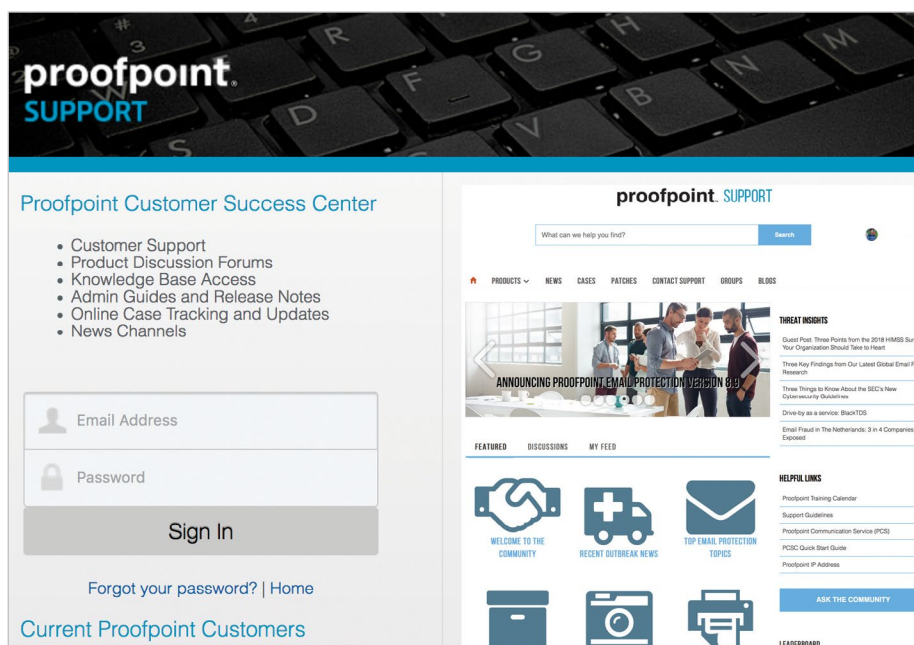 proofpoint.
SUPPORT
Proofpoint Customer Success Center
Customer Support
Product Discussion Forums
Knowledge Base Access
Admin Guides and Release Notes
Online Case Tracking and Updates
News Channels
Email Address
Password
Sign In
Forgot your password? | Home
Current Proofpoint Customers
proofpoint. SUPPORT
What can we help you find?
Search
PRODUCTS NEWS CASES PATCHES CONTACT SUPPORT GROUPS BLOGS
ANNOUNCING PROOFPOINT EMAIL PROTECTION VERSION 8.9
FEATURED DISCUSSIONS MY FEED
WELCOME TO THE
COMMUNITY
RECENT OUTBREAK NEWS
TOP EMAIL PROTECTION
TOPICS
THREAT INSIGHTS
Guest Post: Three Points from the 2018 HIMSS Sur
Your Organization Should Take to Heart
Three Key Findings from Our Latest Global Email F
Research
Three Things to Know About the SEC's New
Cybersecurity Guidelines
Drive-by as a service: BlackTDS
Email Fraud in The Netherlands: 3 in 4 Companies
Exposed
HELPFUL LINKS
Proofpoint Training Calendar
Support Guidelines
Proofpoint Communication Service (PCS)
PCSC Quick Start Guide
Proofpoint IP Address
ASK THE COMMUNITY
LEADERBOARD